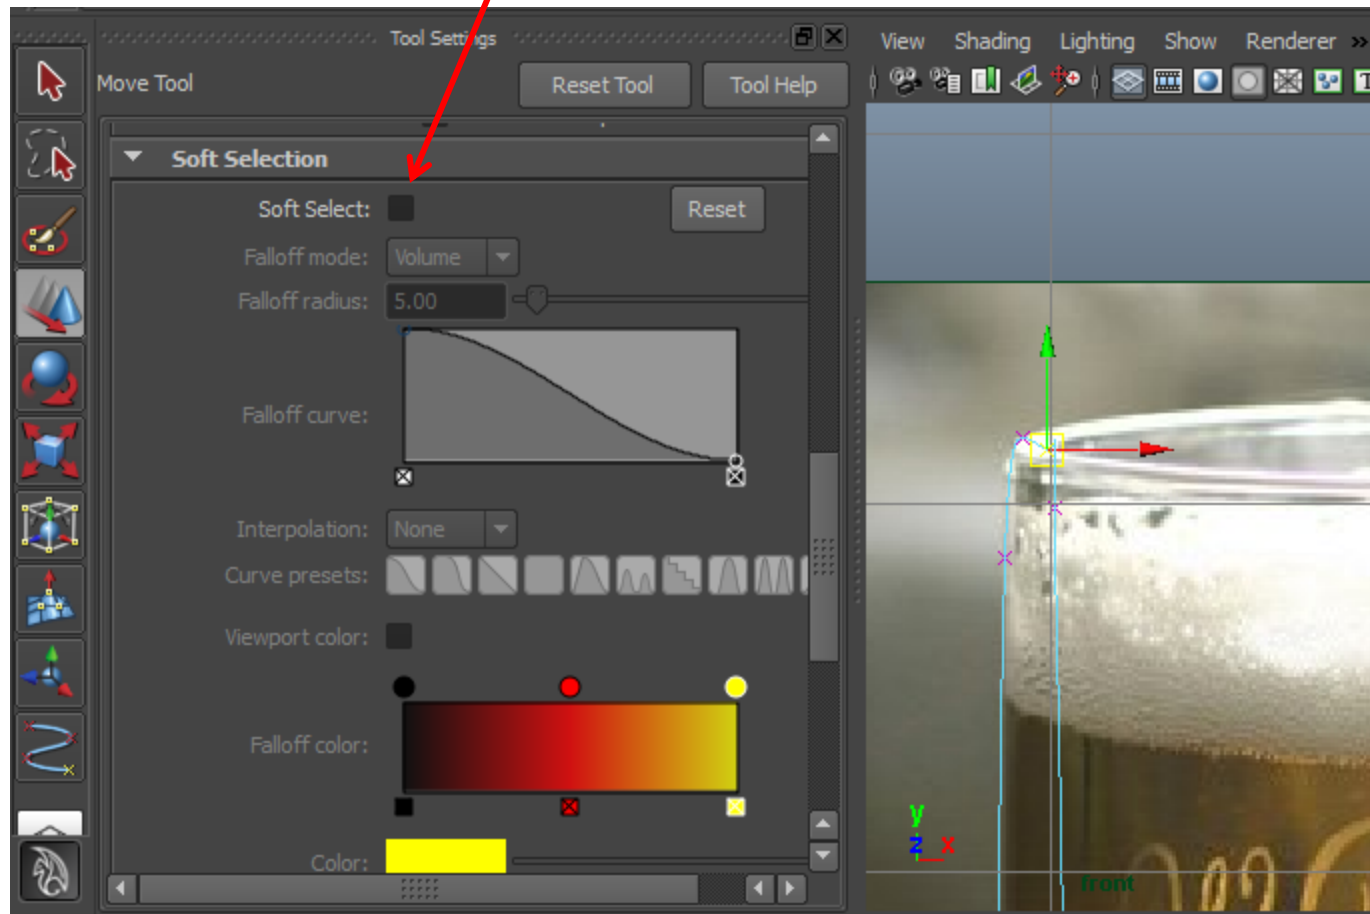 Tool Settings
View Shading Lighting Show Renderer »
Move Tool
Reset Tool
Tool Help
Soft Selection
Soft Select:
Reset
Falloff mode: Volume
Falloff radius: 5.00
Falloff curve:
Interpolation: None
Curve presets:
Viewport color:
Falloff color:
Color:
y
z x
front